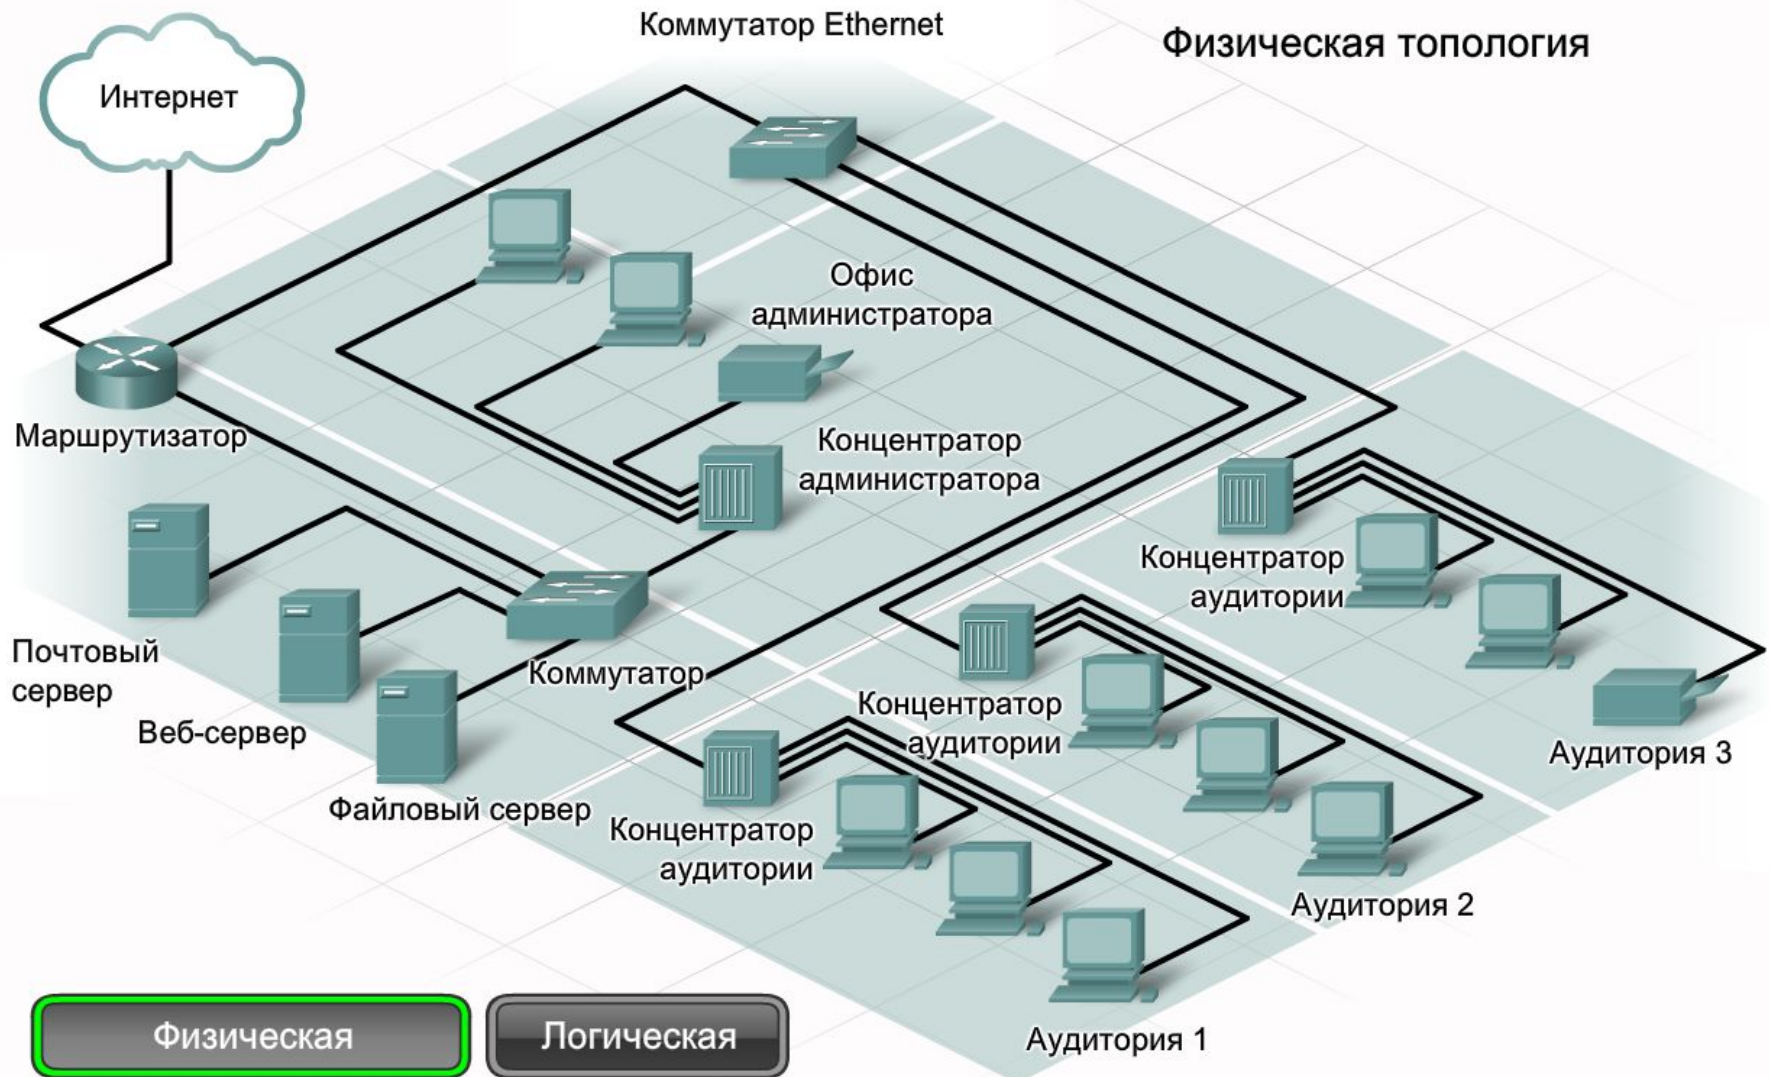 Коммутатор Ethernet
Физическая топология
Интернет
Офис
администратора
Маршрутизатор
Концентратор
администратора
Концентратор
аудитории
Почтовый
сервер
Коммутатор
Веб-сервер
Концентратор
аудитории
Аудитория 3
Файловый сервер
Концентратор
аудитории
Аудитория 2
Аудитория 1
Физическая
Логическая